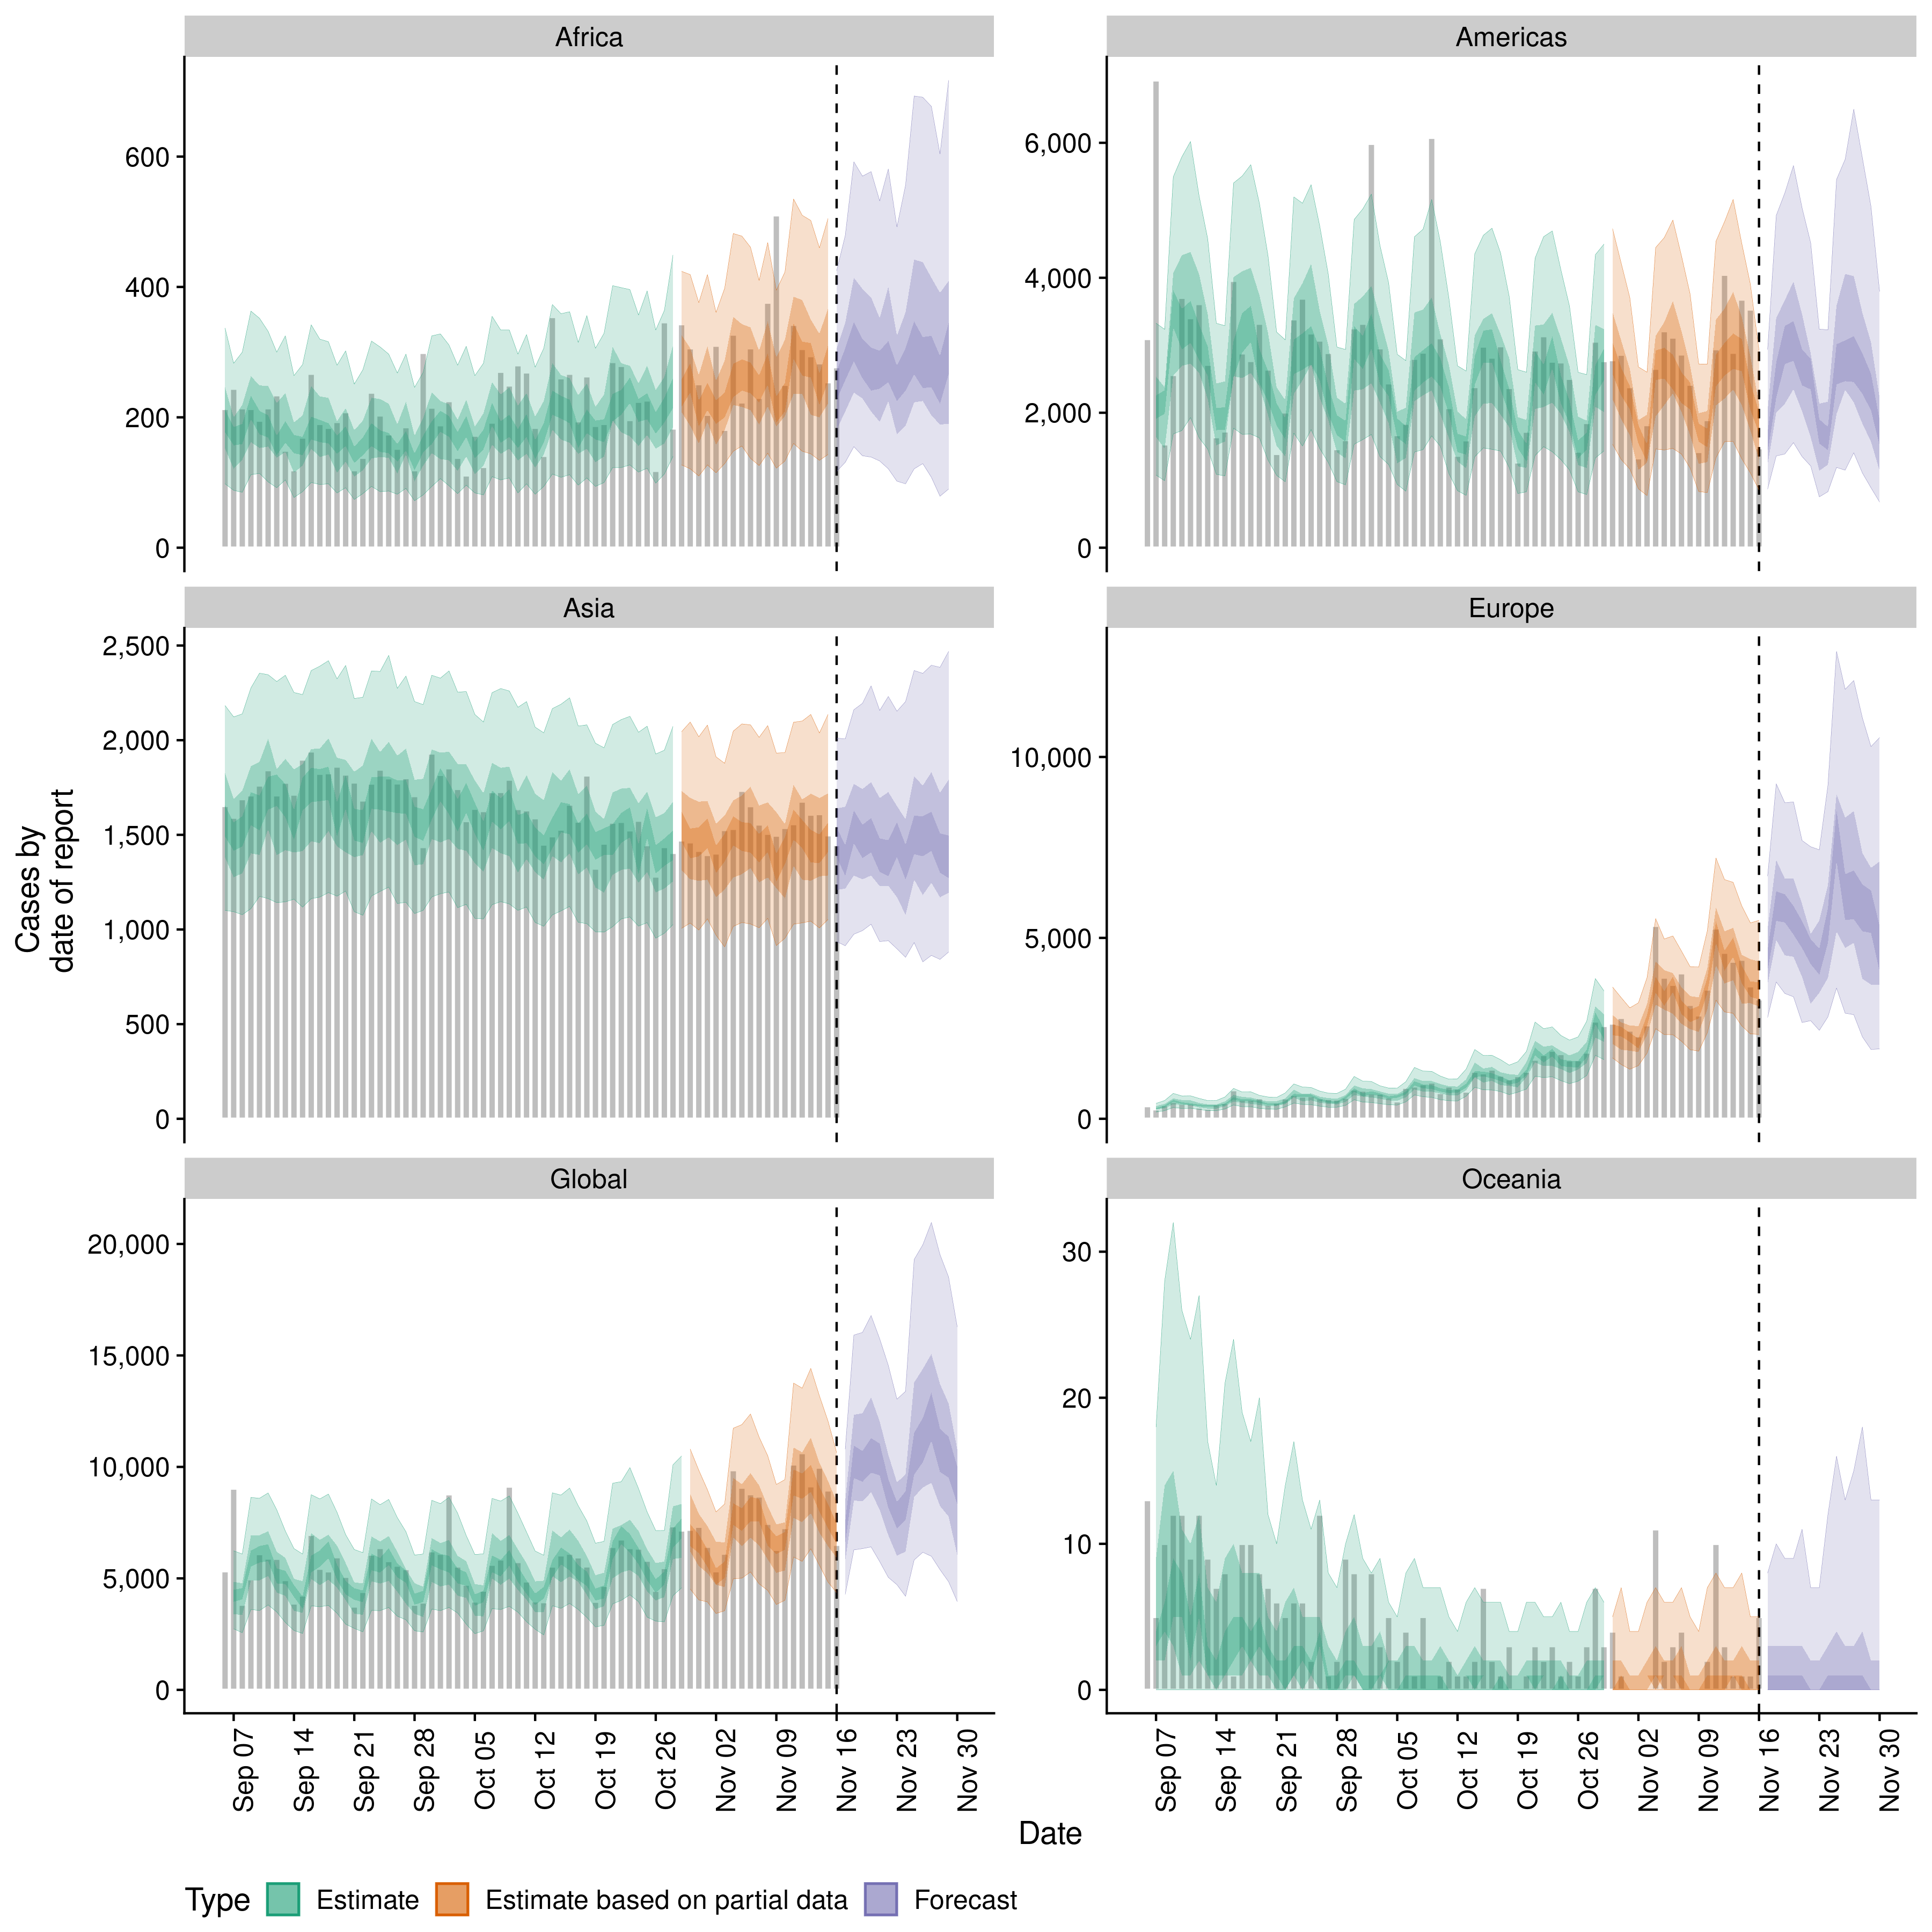 Africa
Americas
600
400
200
0
6,000
4,000
2,000
0
Asia
Europe
2,500
2,000
1,500
1,000
500
0
10,000
5,000
0
Cases by
date of report
Global
Oceania
20,000
15,000
10,000
5,000
0
30
20
10
0
Sep 07
Sep 14
Sep 21
Sep 28
Oct 05
Oct 12
Oct 19
Oct 26
Nov 02
Nov 09
Nov 16
Nov 23
Nov 30
Sep 07
Sep 14
Sep 21
Sep 28
Oct 05
Oct 12
Oct 19
Oct 26
Nov 02
Nov 09
Nov 16
Nov 23
Nov 30
Date
Type Estimate Estimate based on partial data Forecast